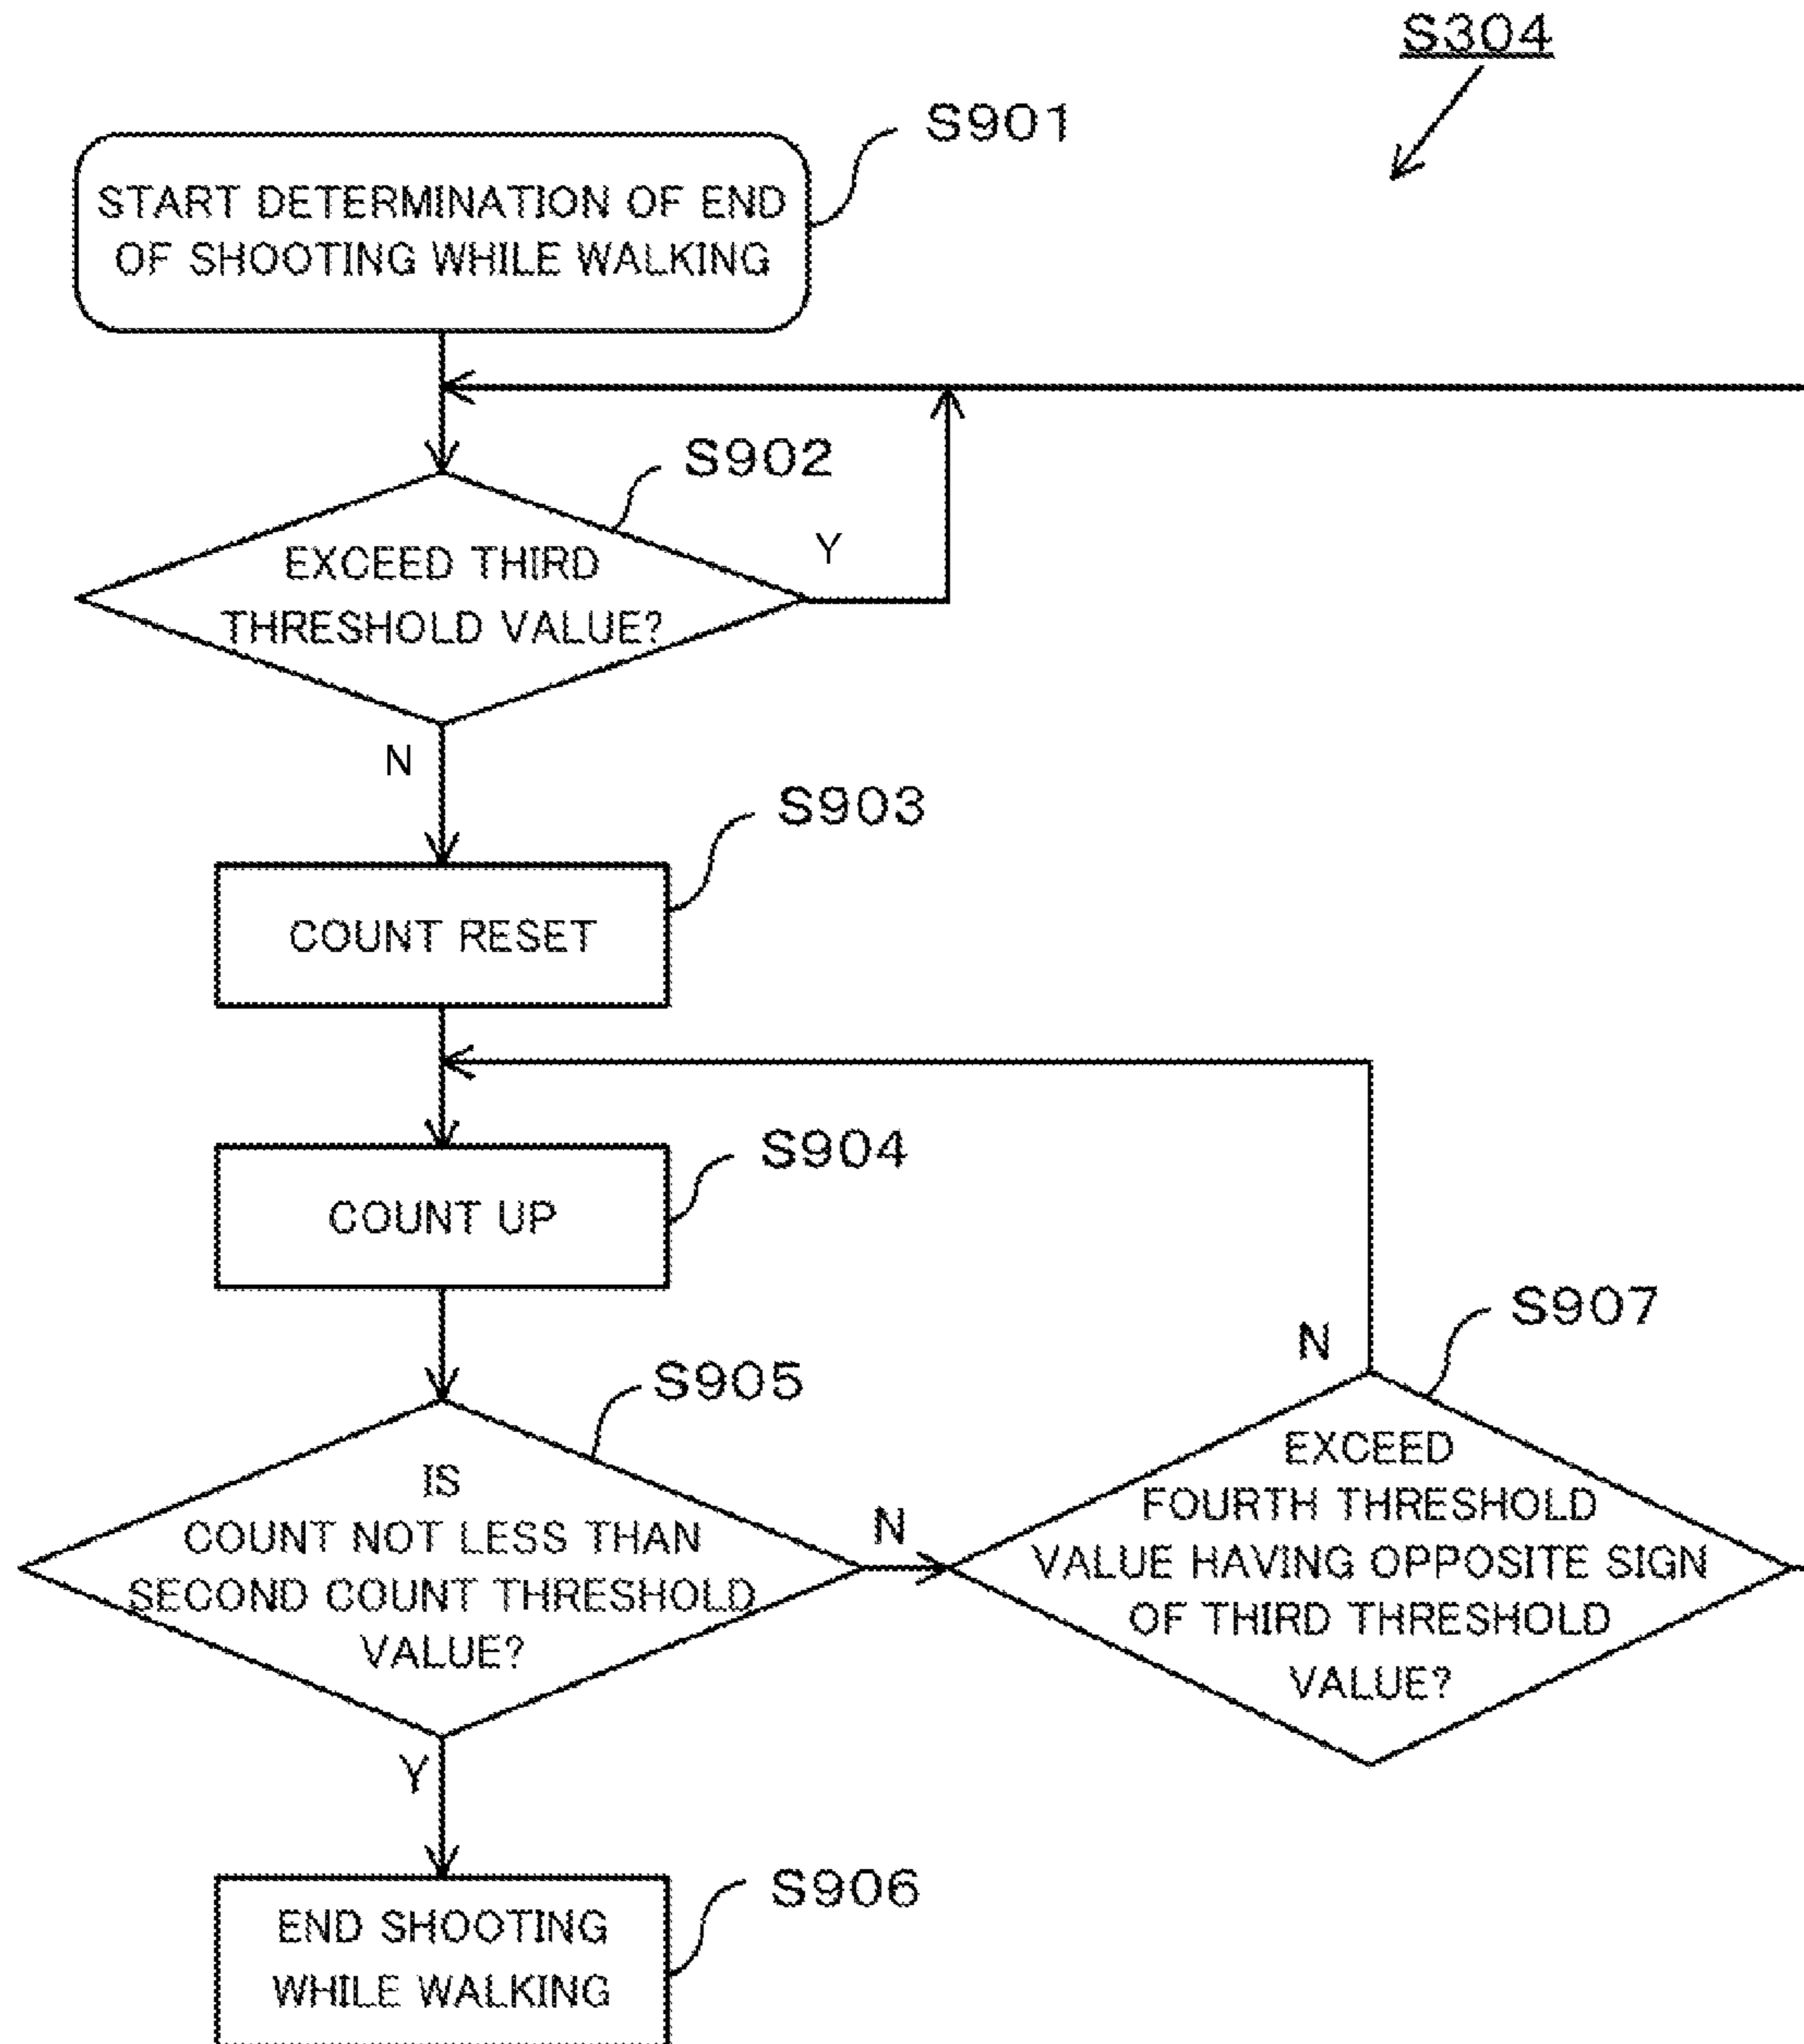 S304
S901
START DETERMINATION OF END
OF SHOOTING WHILE WALKING
S902
EXCEED THIRD
THRESHOLD VALUE?
Y
N
S903
COUNT RESET
S904
COUNT UP
S905
IS
COUNT NOT LESS THAN
SECOND COUNT THRESHOLD
VALUE?
N
Y
S907
N
EXCEED
FOURTH THRESHOLD
VALUE HAVING OPPOSITE SIGN
OF THIRD THRESHOLD
VALUE?
S906
END SHOOTING
WHILE WALKING